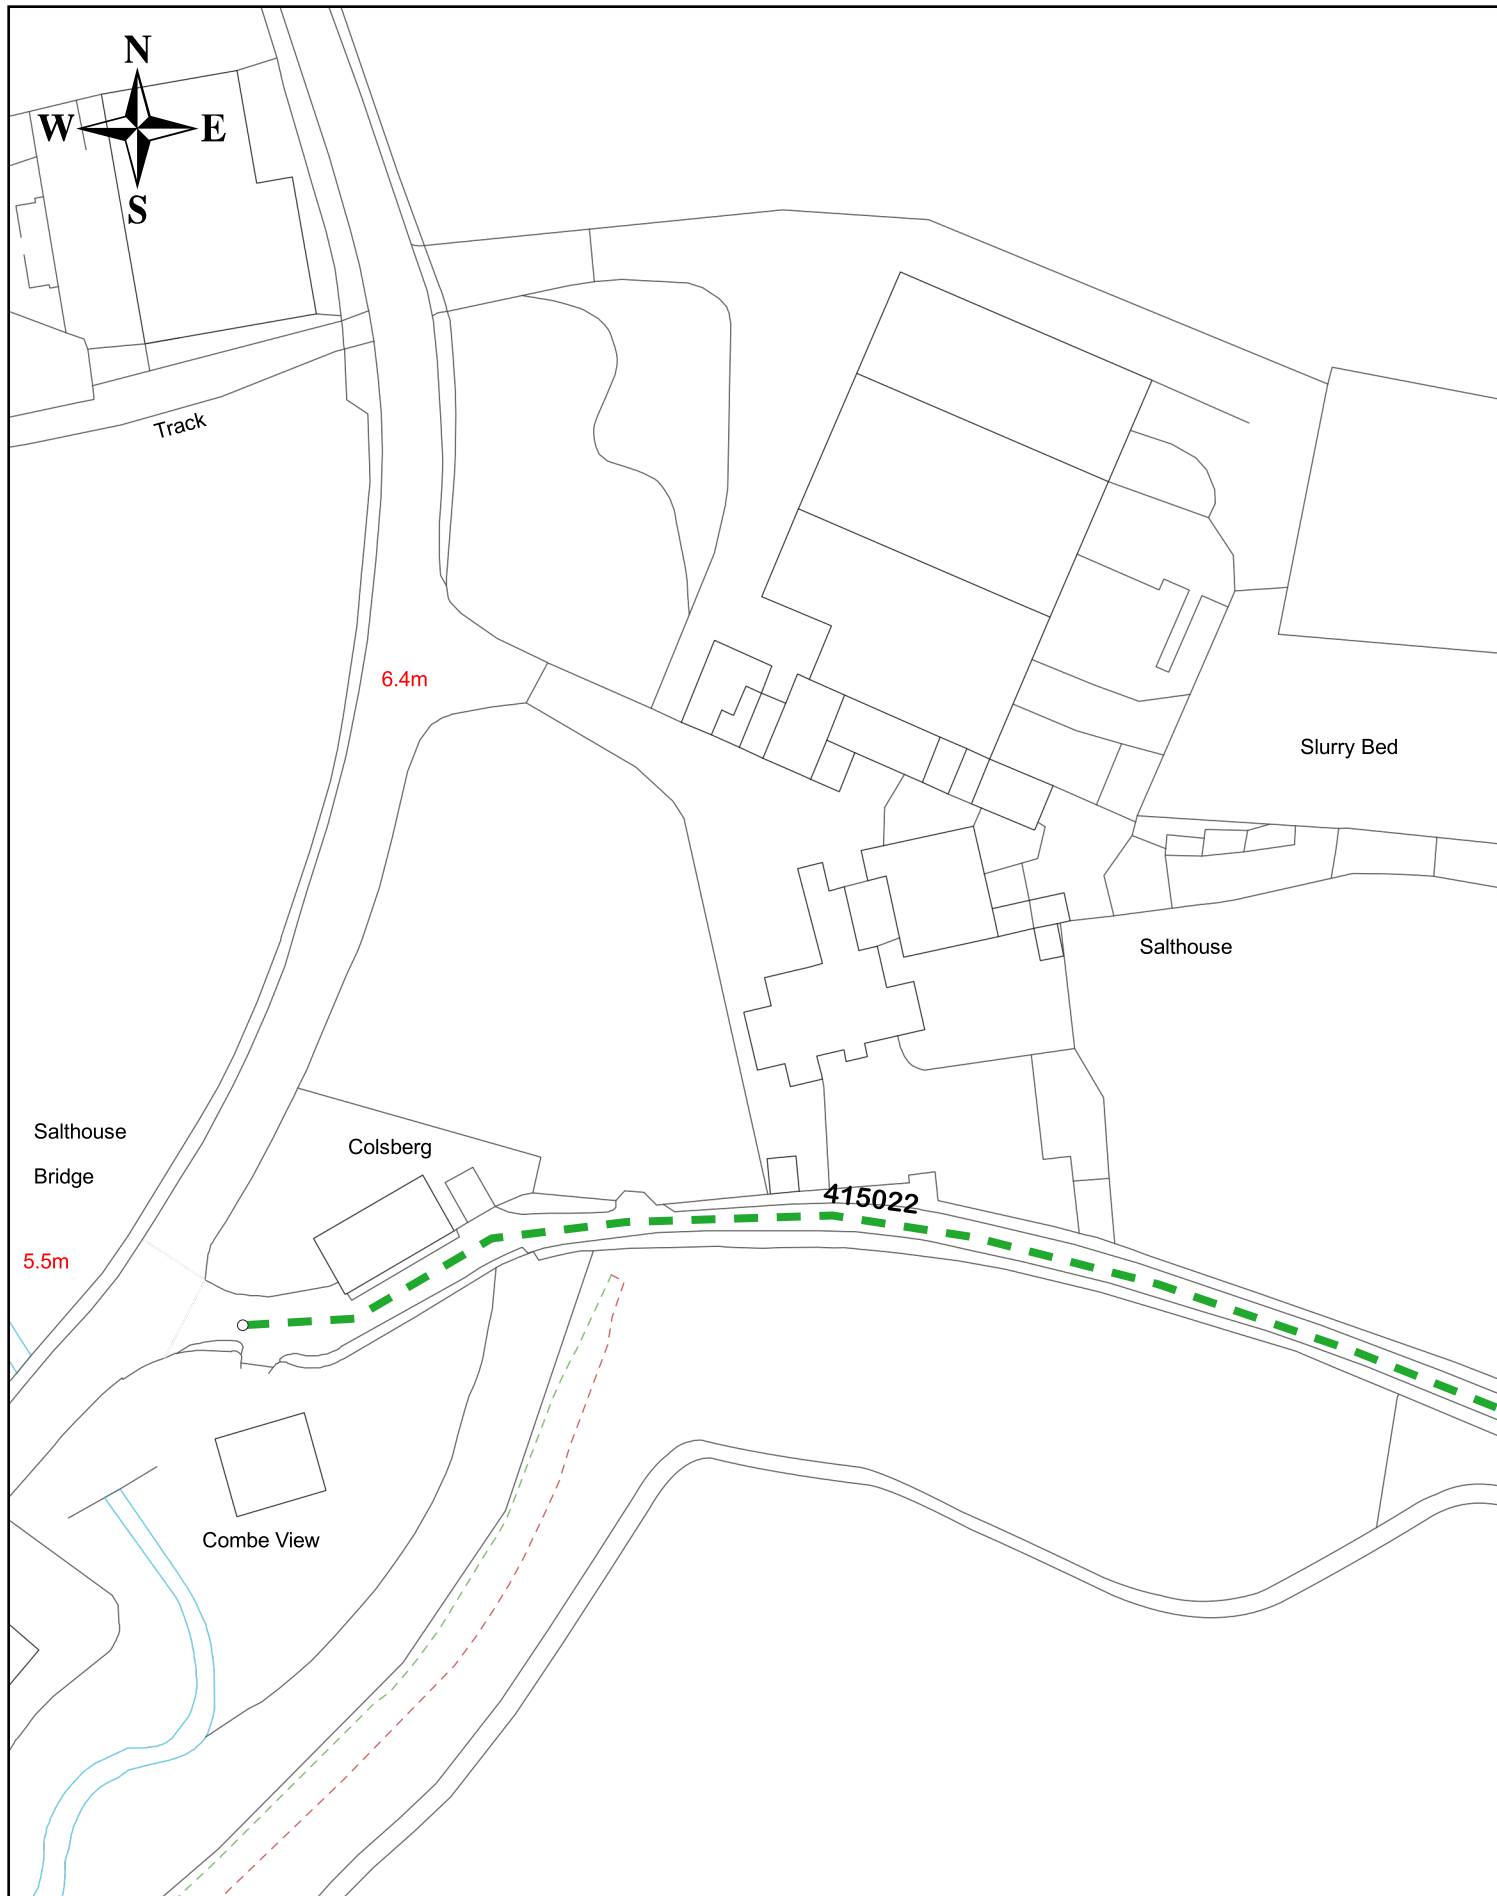 N
W E
S
Track
6.4m
Slurry Bed
Salthouse
Salthouse
Bridge
Colsberg
415022
5.5m
Combe View